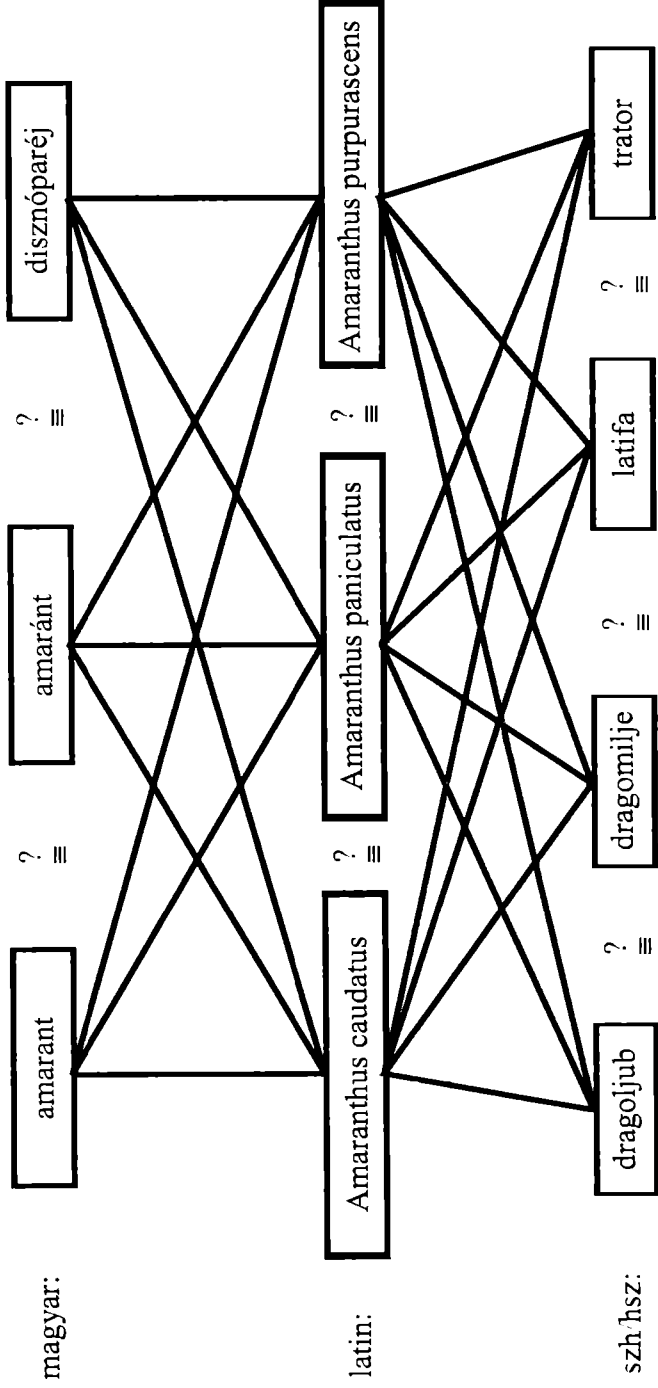 magyar: amarant ? ≡ amaránt ? ≡ disznóparéj
latin: Amaranthus caudatus ? ≡ Amaranthus paniculatus ? ≡ Amaranthus purpurascens
szh/hsz: dragoljub ? ≡ dragomilje ? ≡ latifa ? ≡ trator